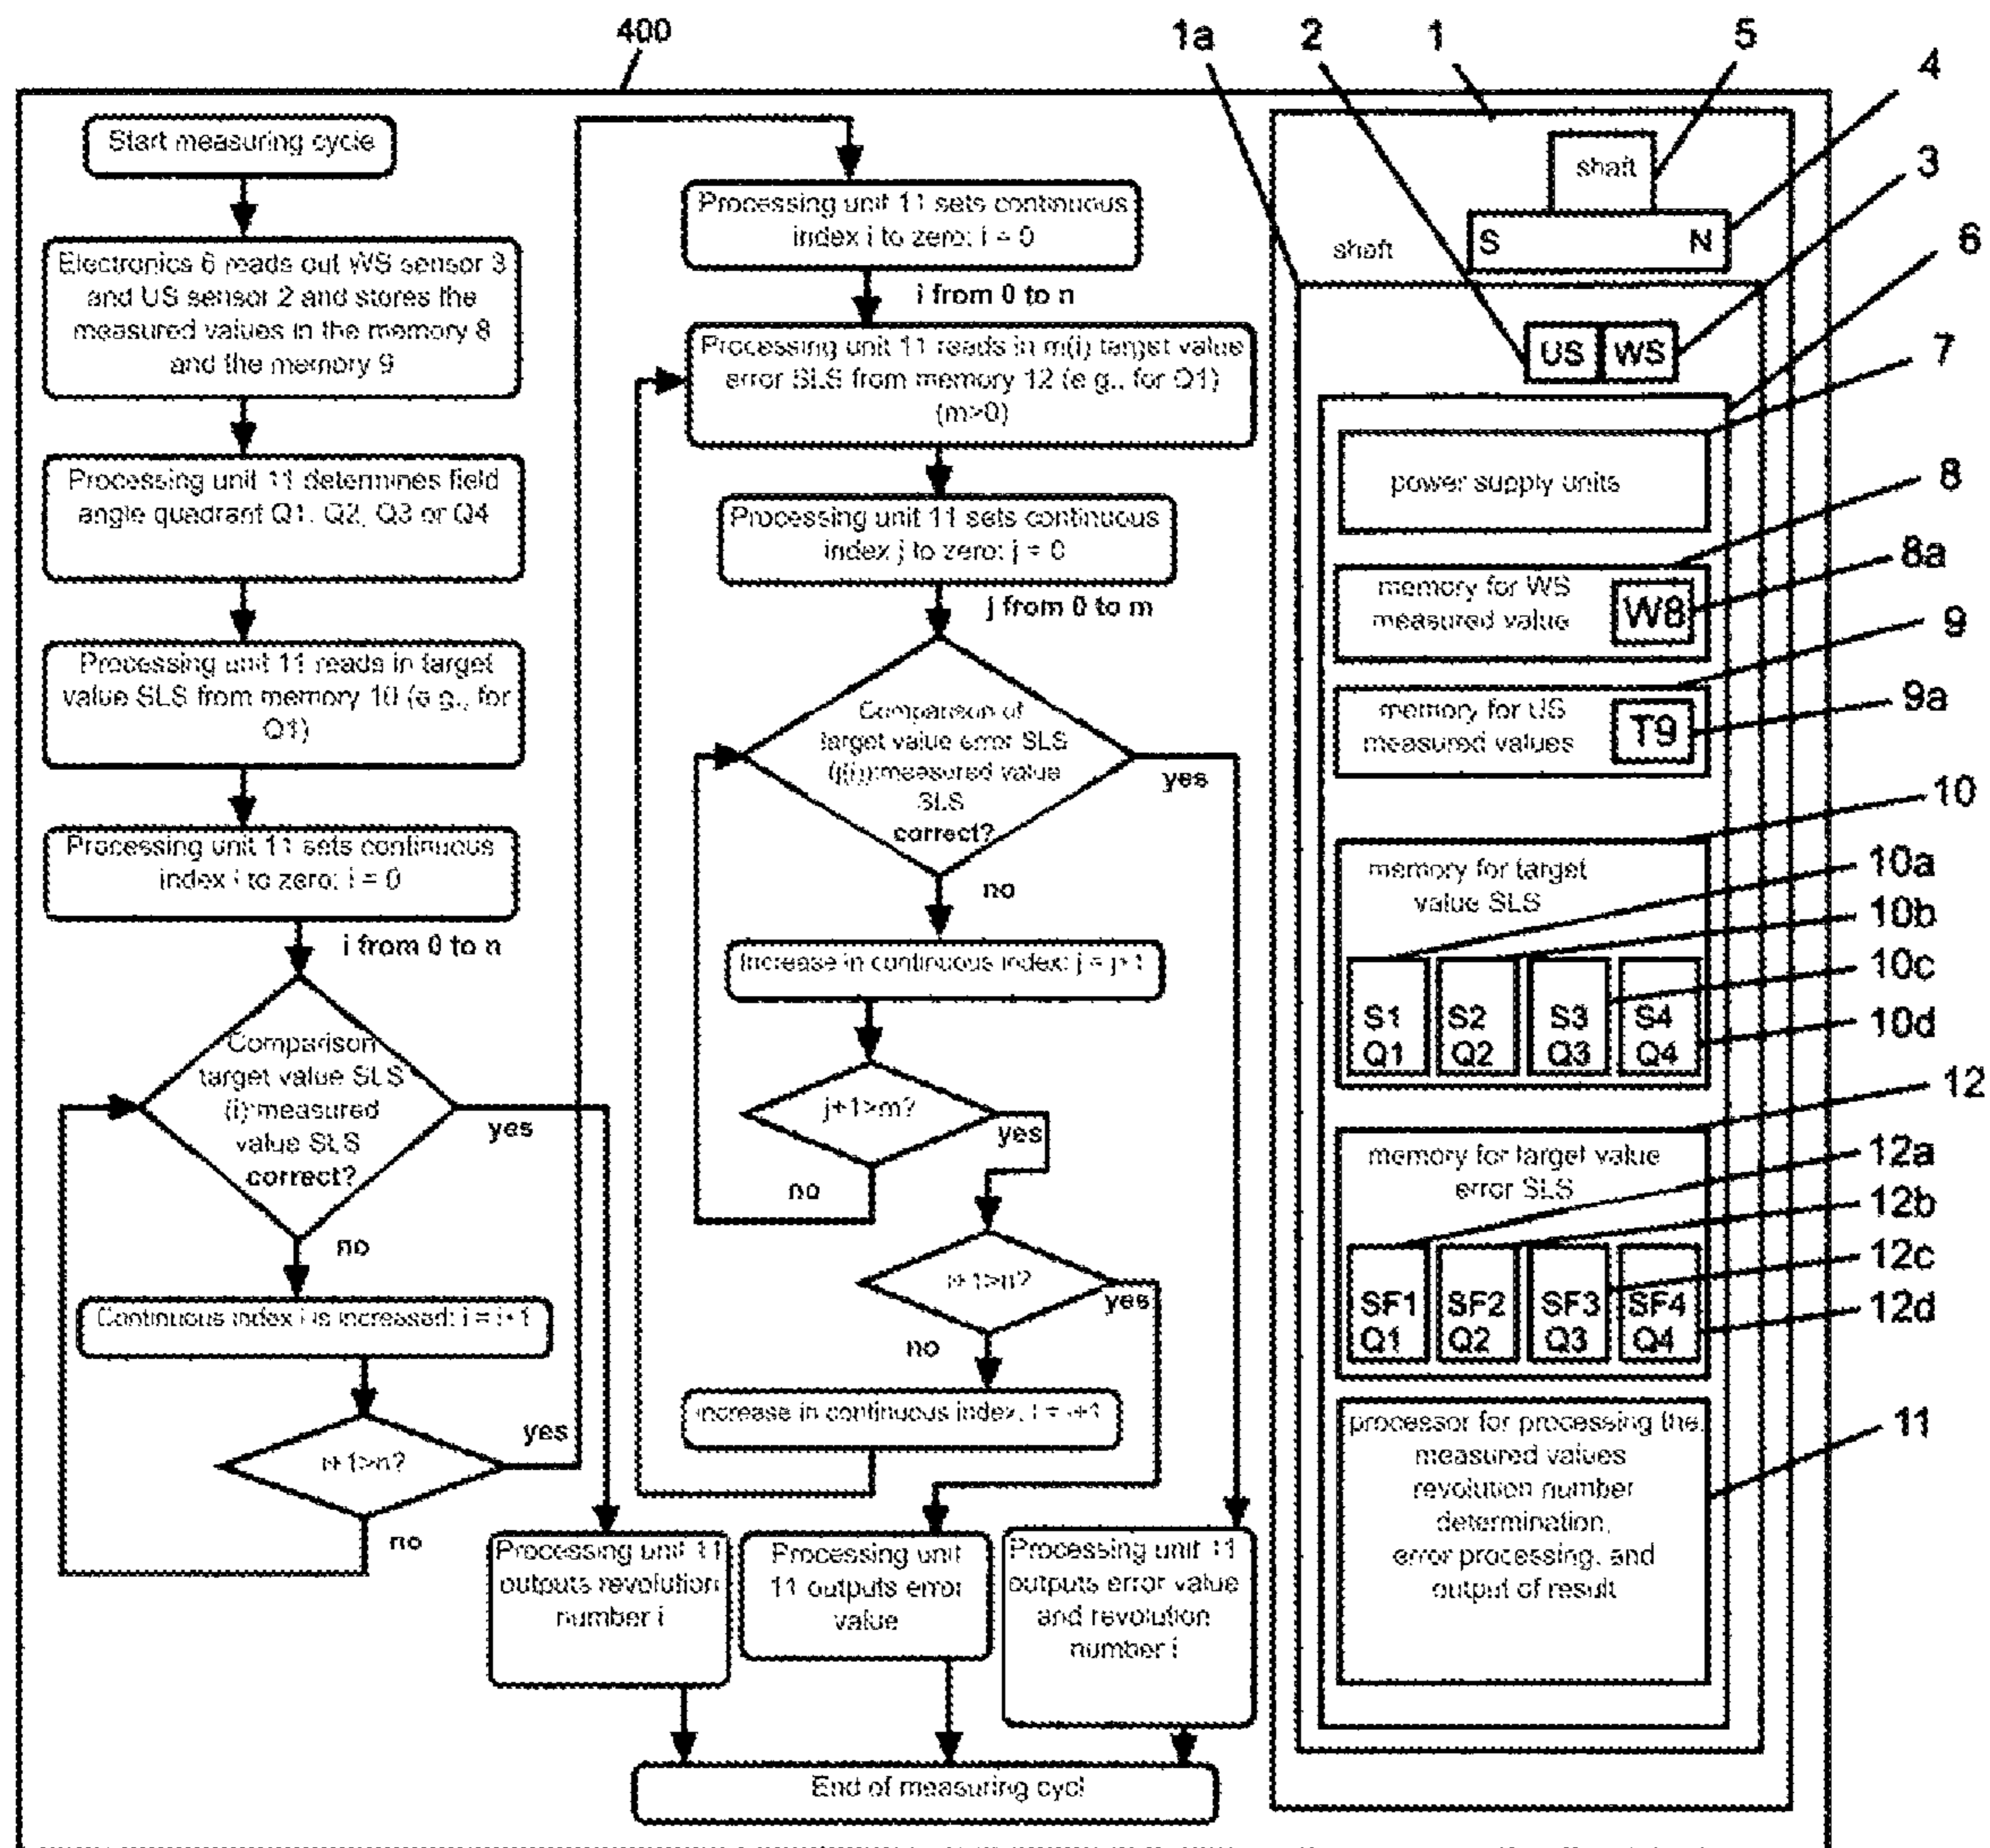 400
Start measuring cycle
Electronics 6 reads out WS sensor 3
and US sensor 2 and stores the
measured values in the memory 8
and the memory 9
Processing unit 11 determines field
angle quadrant Q1, Q2, Q3 or Q4
Processing unit 11 reads in target
value SLS from memory 10 (e.g., for
Q1)
Processing unit 11 sets continuous
index i to zero; i = 0
i from 0 to n
Comparison
target value SLS
(i):measured
value SLS
correct?
yes
no
Continuous index i is increased: i = i+1
i+1>n?
yes
no
Processing unit 11 sets continuous
index i to zero; i = 0
i from 0 to n
Processing unit 11 reads in m(i) target value
error SLS from memory 12 (e.g., for Q1)
(m>0)
Processing unit 11 sets continuous
index j to zero; j = 0
j from 0 to m
Comparison of
target value error SLS
(j(i)):measured value
SLS
correct?
yes
no
Increase in continuous index: j = j+1
j+1>m?
yes
no
i+1>n?
yes
no
Increase in continuous index, i = i+1
Processing unit 11
outputs revolution
number i
Processing unit
11 outputs error
value
Processing unit 11
outputs error value
and revolution
number i
End of measuring cycl
1a
2
1
5
4
3
6
7
8
8a
9
9a
10
10a
10b
10c
10d
12
12a
12b
12c
12d
11
shaft
S
N
shaft
US
WS
power supply units
memory for WS
measured value
W8
memory for US
measured values
T9
memory for target
value SLS
S1
Q1
S2
Q2
S3
Q3
S4
Q4
memory for target value
error SLS
SF1
Q1
SF2
Q2
SF3
Q3
SF4
Q4
processor for processing the
measured values
revolution number
determination,
error processing, and
output of result